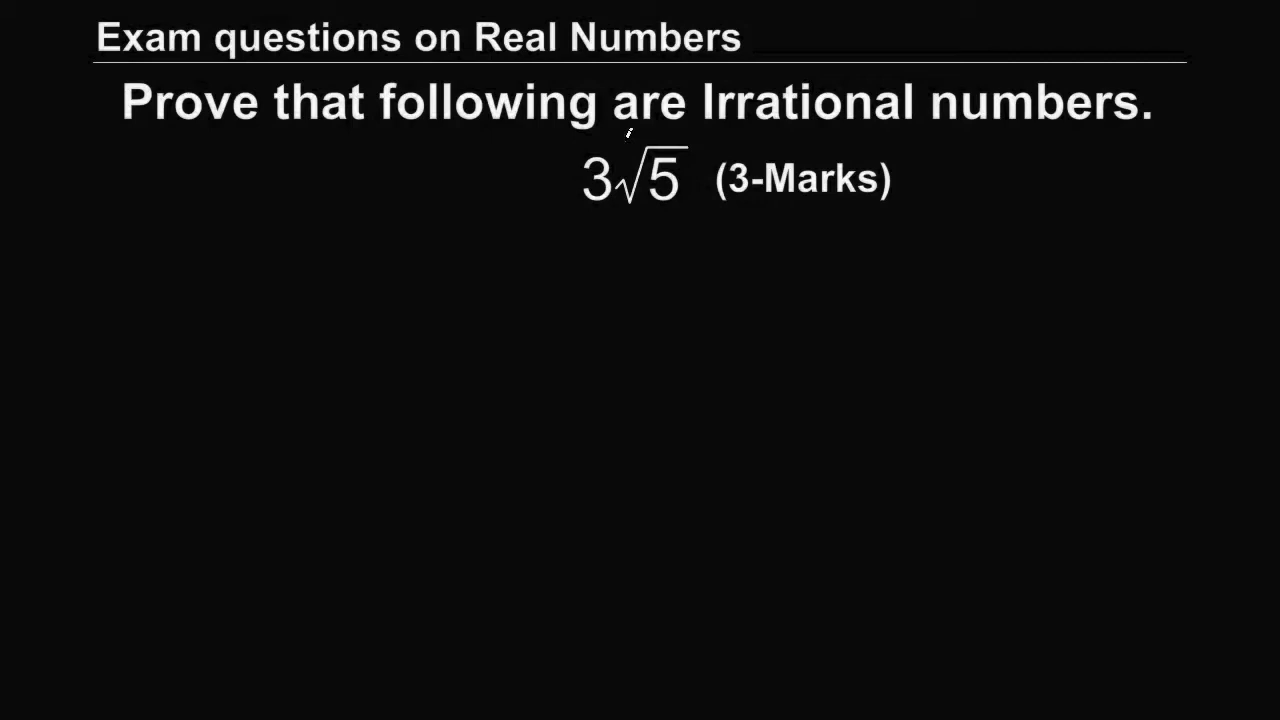 Exam questions on Real Numbers
Prove that following are Irrational numbers.
3√5 (3-Marks)